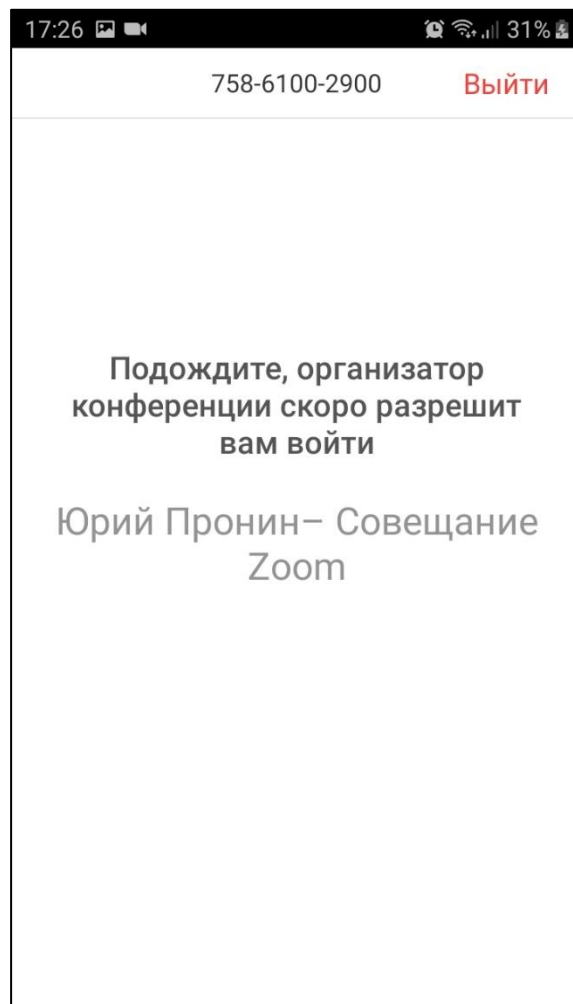 17:26 31%
758-6100-2900 Выйти
Подождите, организатор
конференции скоро разрешит
вам войти
Юрий Пронин– Совещание
Zoom